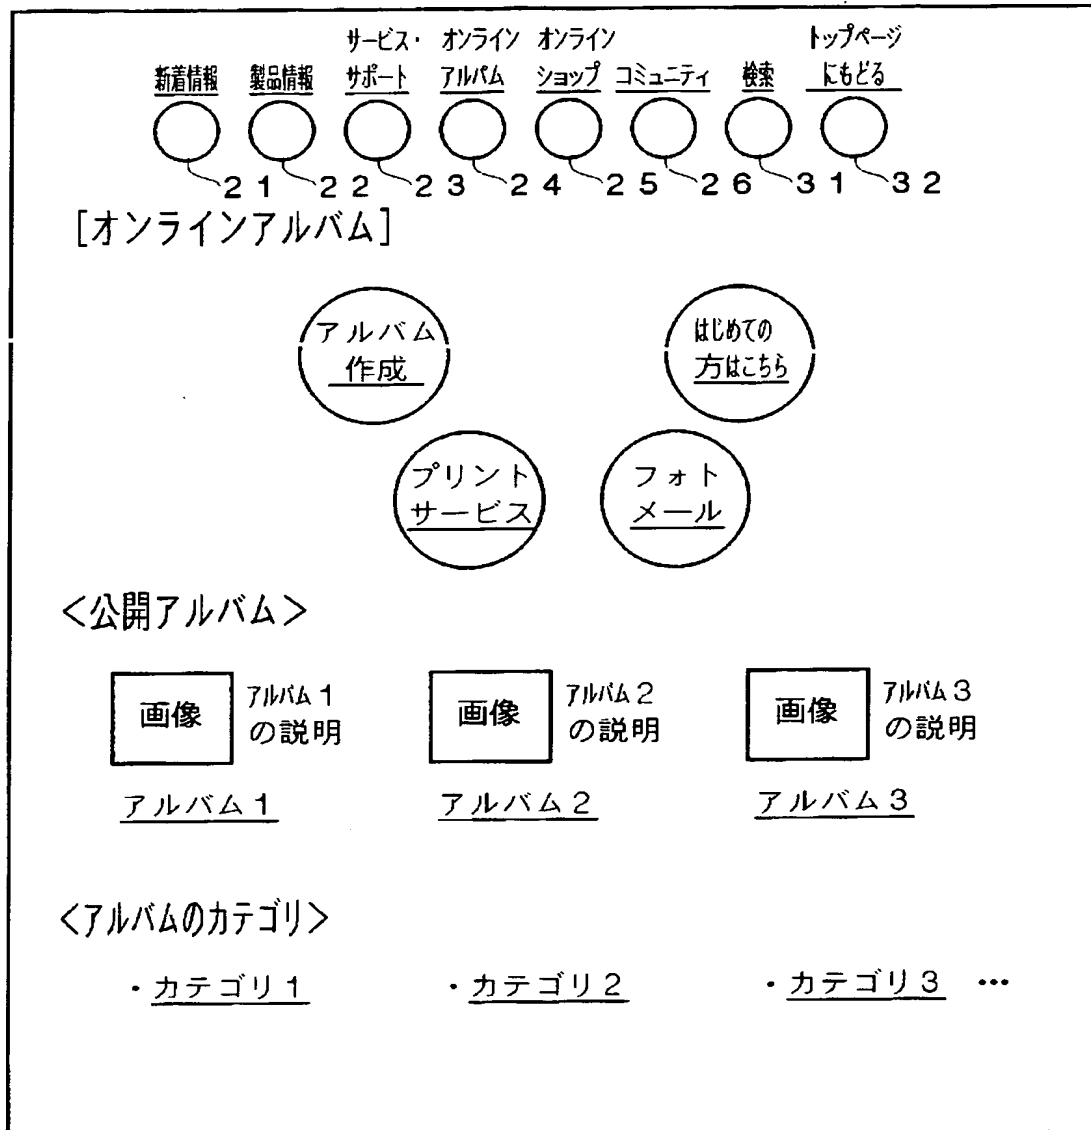 サービス・ オンライン オンライン トップページ
新着情報 製品情報 サポート アルバム ショップ コミュニティ 検索 にもどる
21 22 23 24 25 26 31 32
[オンラインアルバム]
アルバム はじめての
作成 方はこちら
プリント フォト
サービス メール
<公開アルバム>
画像 アルバム1 画像 アルバム2 画像 アルバム3
の説明 の説明 の説明
アルバム1 アルバム2 アルバム3
<アルバムのカテゴリ>
・カテゴリ1 ・カテゴリ2 ・カテゴリ3 …